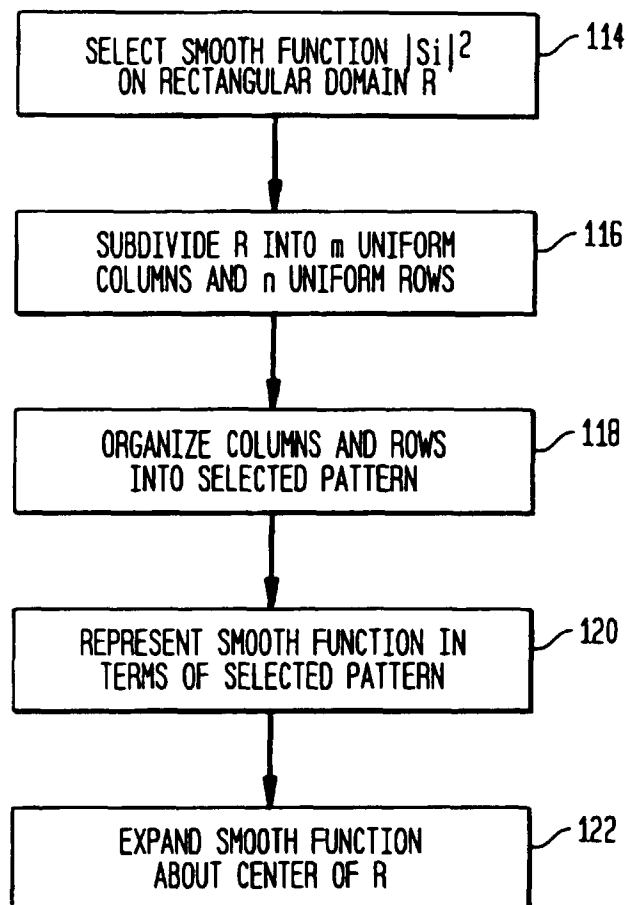 SELECT SMOOTH FUNCTION |Si|²
ON RECTANGULAR DOMAIN R
114
SUBDIVIDE R INTO m UNIFORM
COLUMNS AND n UNIFORM ROWS
116
ORGANIZE COLUMNS AND ROWS
INTO SELECTED PATTERN
118
REPRESENT SMOOTH FUNCTION IN
TERMS OF SELECTED PATTERN
120
EXPAND SMOOTH FUNCTION
ABOUT CENTER OF R
122